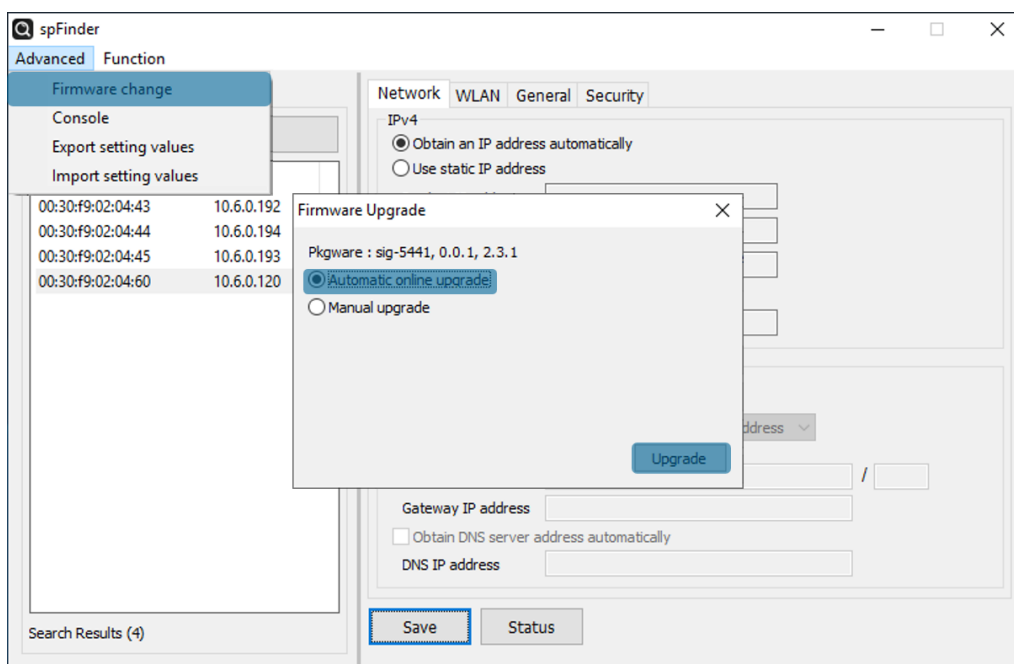 spFinder
Advanced Function
Firmware change
Console
Export setting values
Import setting values
00:30:f9:02:04:43 10.6.0.192
00:30:f9:02:04:44 10.6.0.194
00:30:f9:02:04:45 10.6.0.193
00:30:f9:02:04:60 10.6.0.120
Search Results (4)
Network WLAN General Security
IPv4
Obtain an IP address automatically
Use static IP address
Firmware Upgrade
Pkgware : sig-5441, 0.0.1, 2.3.1
Automatic online upgrade
Manual upgrade
Upgrade
ddress
/
Gateway IP address
Obtain DNS server address automatically
DNS IP address
Save Status